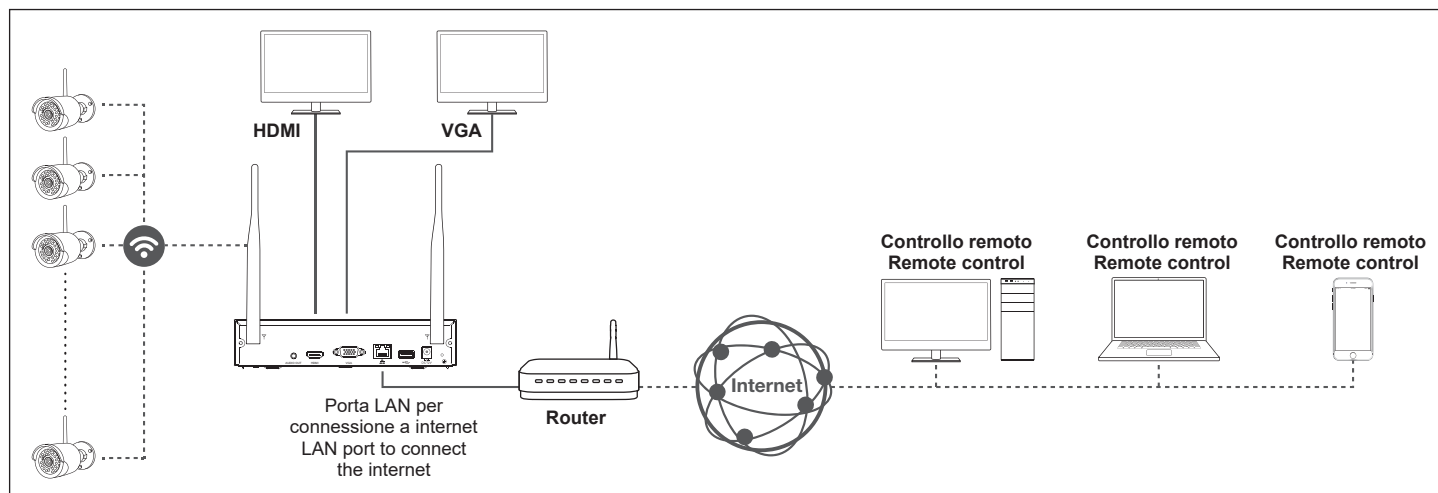 HDMI
VGA
Controllo remoto
Remote control
Controllo remoto
Remote control
Controllo remoto
Remote control
Internet
Router
Porta LAN per
connessione a internet
LAN port to connect
the internet